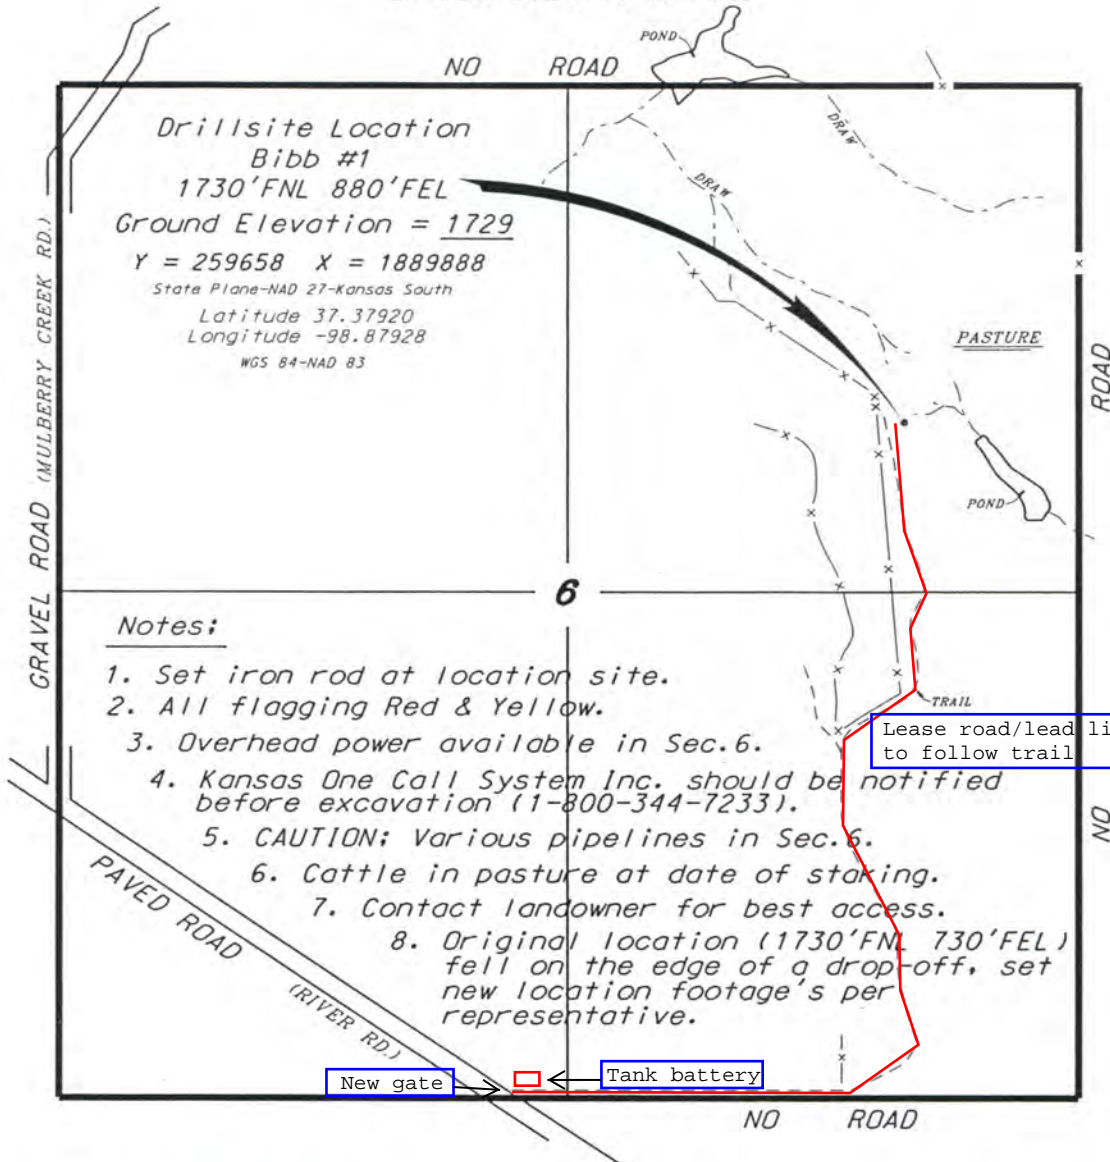 POND
NO ROAD
DRAW
Drillsite Location
Bibb #1
1730'FNL 880'FEL
Ground Elevation = 1729
Y = 259658 X = 1889888
State Plane-NAD 27-Kansas South
Latitude 37.37920
Longitude -98.87928
WGS 84-NAD 83
DRAW
PASTURE
POND
GRAVEL ROAD (MULBERRY CREEK RD.)
NO ROAD
6
Notes:
1. Set iron rod at location site.
2. All flagging Red & Yellow.
3. Overhead power available in Sec.6.
4. Kansas One Call System Inc. should be notified
before excavation (1-800-344-7233).
5. CAUTION: Various pipelines in Sec.6.
6. Cattle in pasture at date of staking.
7. Contact landowner for best access.
8. Original location (1730'FNL 730'FEL)
fell on the edge of a drop-off, set
new location footage's per
representative.
TRAIL
Lease road/lead li
to follow trail
PAVED ROAD
(RIVER RD.)
New gate
Tank battery
NO ROAD